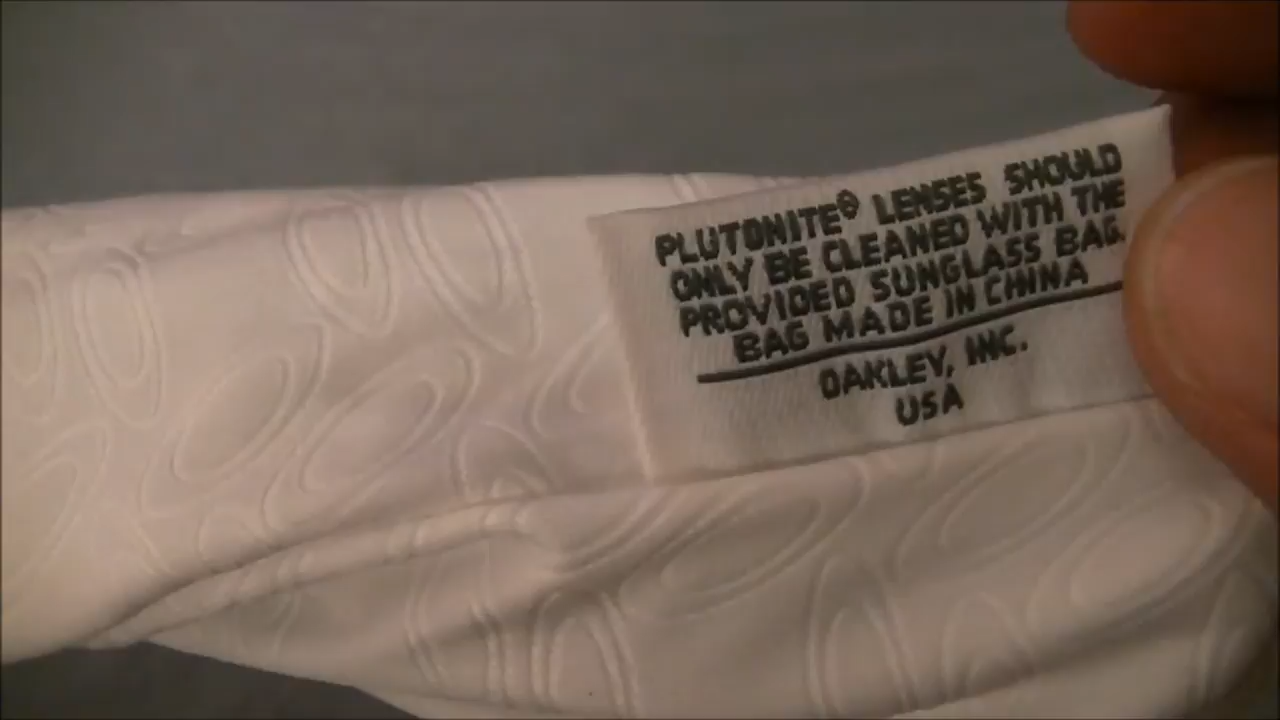 PLUTONITE® LENSES SHOULD
ONLY BE CLEANED WITH THE
PROVIDED SUNGLASS BAG.
BAG MADE IN CHINA
OAKLEY, INC.
USA